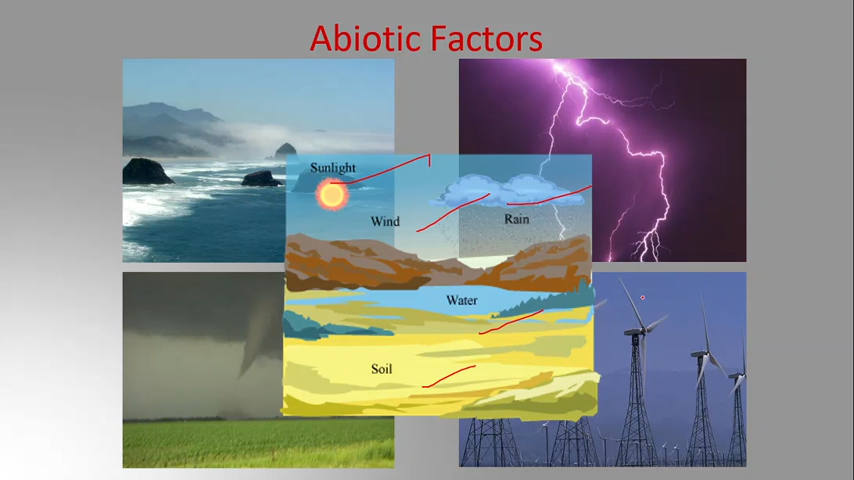 Abiotic Factors
Sunlight
Wind
Rain
Water
Soil